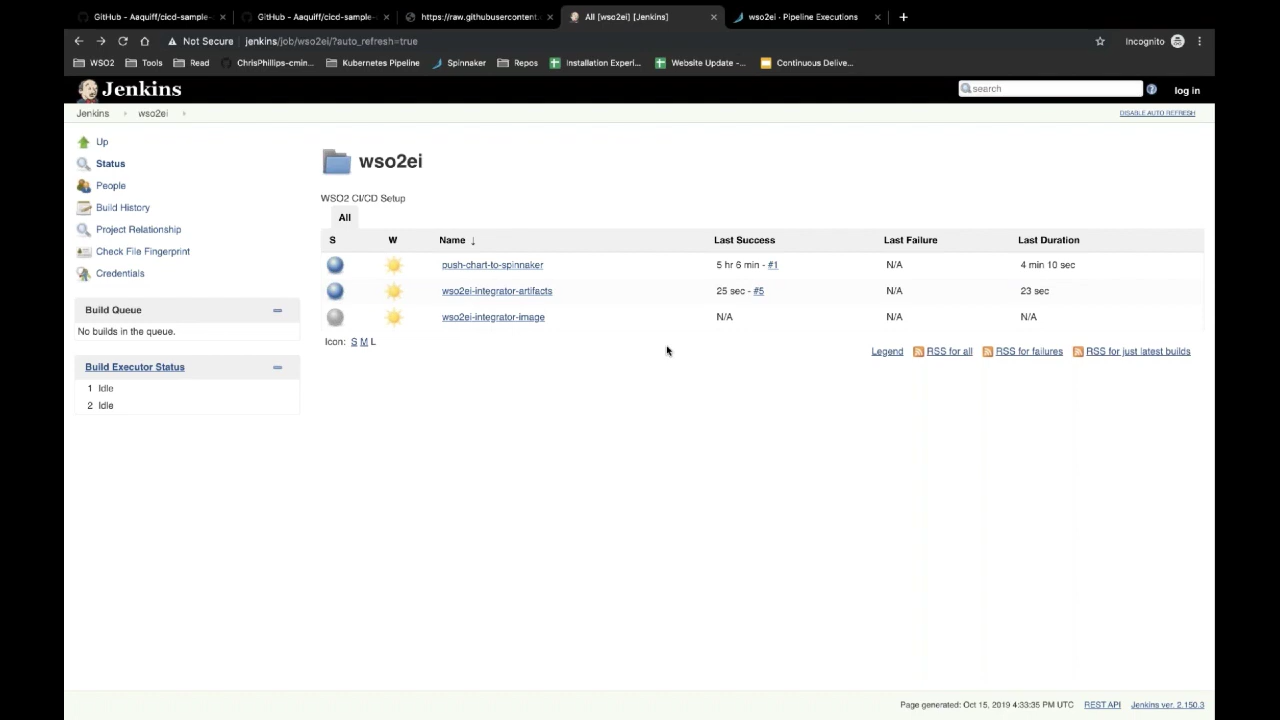 GitHub - Aaquiff/cicd-sample-
GitHub - Aaquiff/cicd-sample-
https://raw.githubusercontent.
All [wso2ei] [Jenkins]
wso2ei · Pipeline Executions
Not Secure
jenkins/job/wso2ei/?auto_refresh=true
Incognito
WSO2
Tools
Read
ChrisPhillips-cmin...
Kubernetes Pipeline
Spinnaker
Repos
Installation Experi...
Website Update -...
Continuous Delive...
Jenkins
search
log in
Jenkins
wso2ei
DISABLE AUTO REFRESH
Up
Status
People
Build History
Project Relationship
Check File Fingerprint
Credentials
Build Queue
No builds in the queue.
Build Executor Status
1 Idle
2 Idle
wso2ei
WSO2 CI/CD Setup
All
S W Name ↓ Last Success Last Failure Last Duration
push-chart-to-spinnaker 5 hr 6 min - #1 N/A 4 min 10 sec
wso2ei-integrator-artifacts 25 sec - #5 N/A 23 sec
wso2ei-integrator-image N/A N/A N/A
Icon: S M L
Legend RSS for all RSS for failures RSS for just latest builds
Page generated: Oct 15, 2019 4:33:35 PM UTC REST API Jenkins ver. 2.150.3